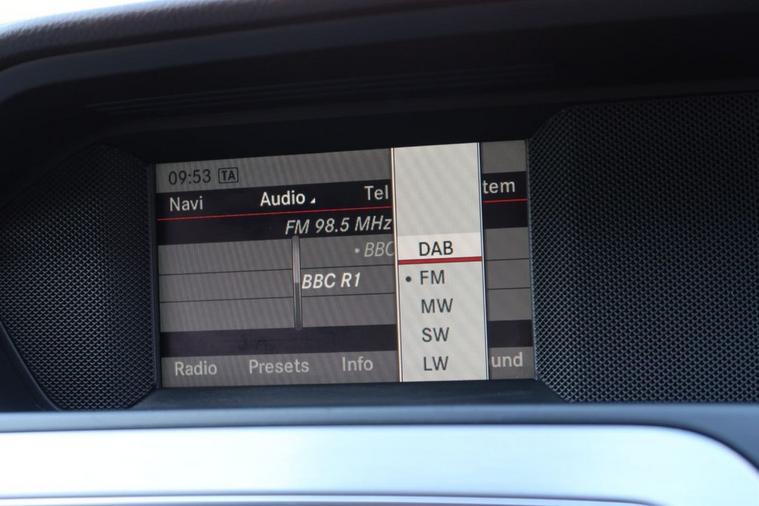 09:53 TA
Navi Audio Tel tem
FM 98.5 MHz
• BBC
BBC R1
DAB
• FM
MW
SW
LW
Radio Presets Info und